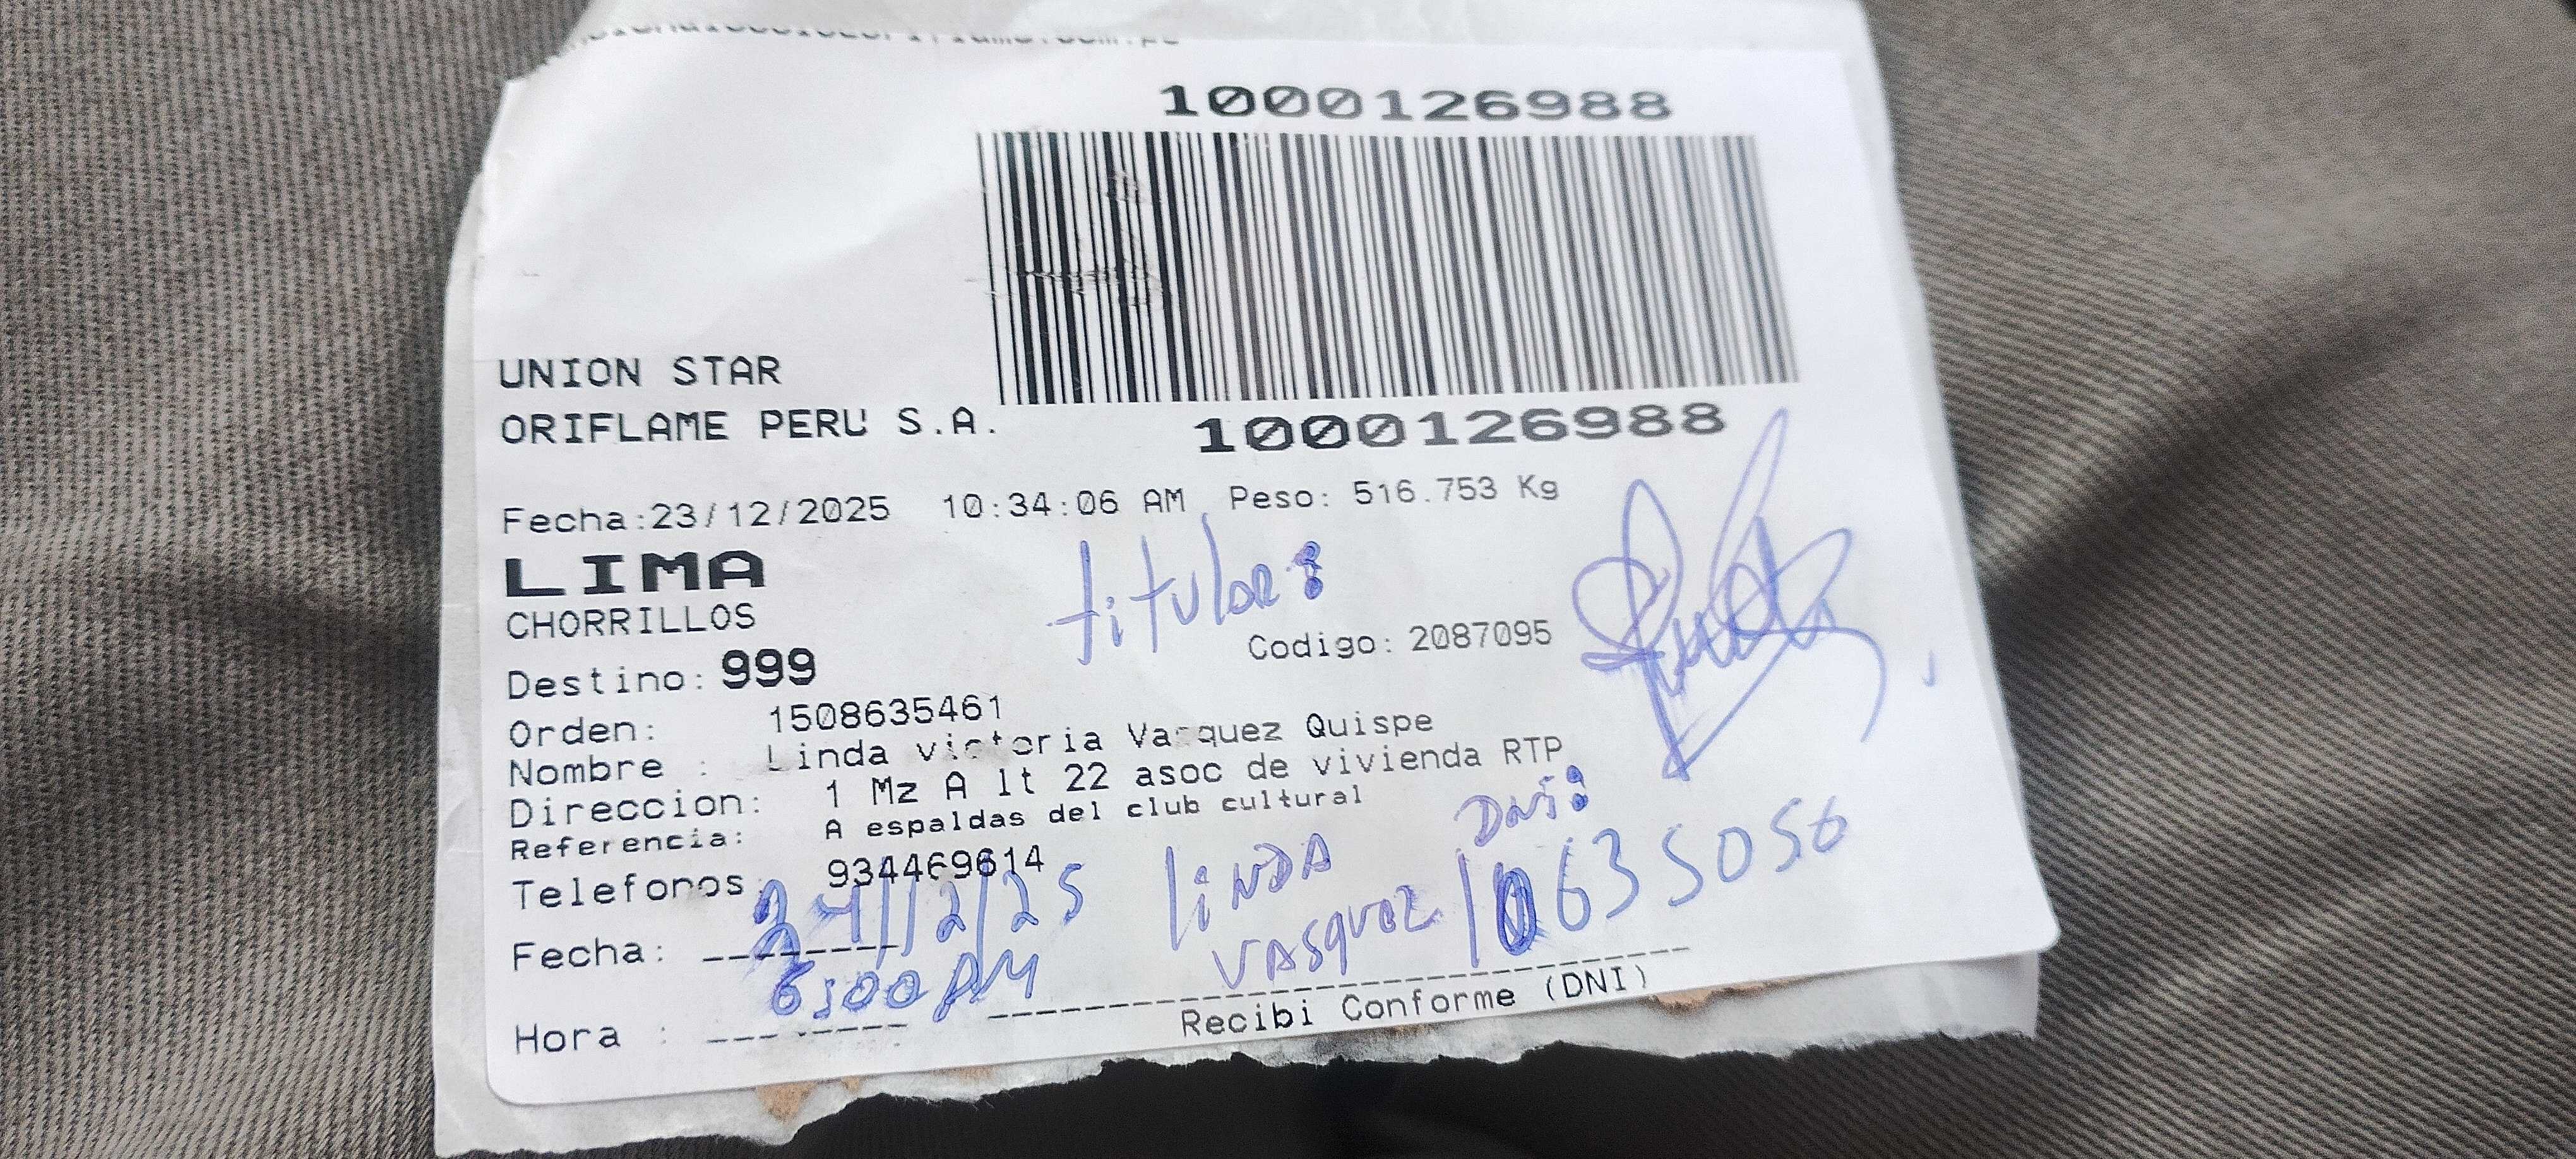 1000126988
UNION STAR
ORIFLAME PERU S.A.
1000126988
Fecha:23/12/2025 10:34:06 AM Peso: 516.753 Kg
LIMA
titular:
CHORRILLOS
Codigo: 2087095
Destino: 999
Orden: 1508635461
Nombre : Linda victoria Vasquez Quispe
Direccion: 1 Mz A lt 22 asoc de vivienda RTP
Referencia: A espaldas del club cultural
DNI:
Telefonos: 934469614
LINDA
VASQUEZ 10635056
Fecha: 24/12/25
6:00 PM
Hora :
Recibi Conforme (DNI)